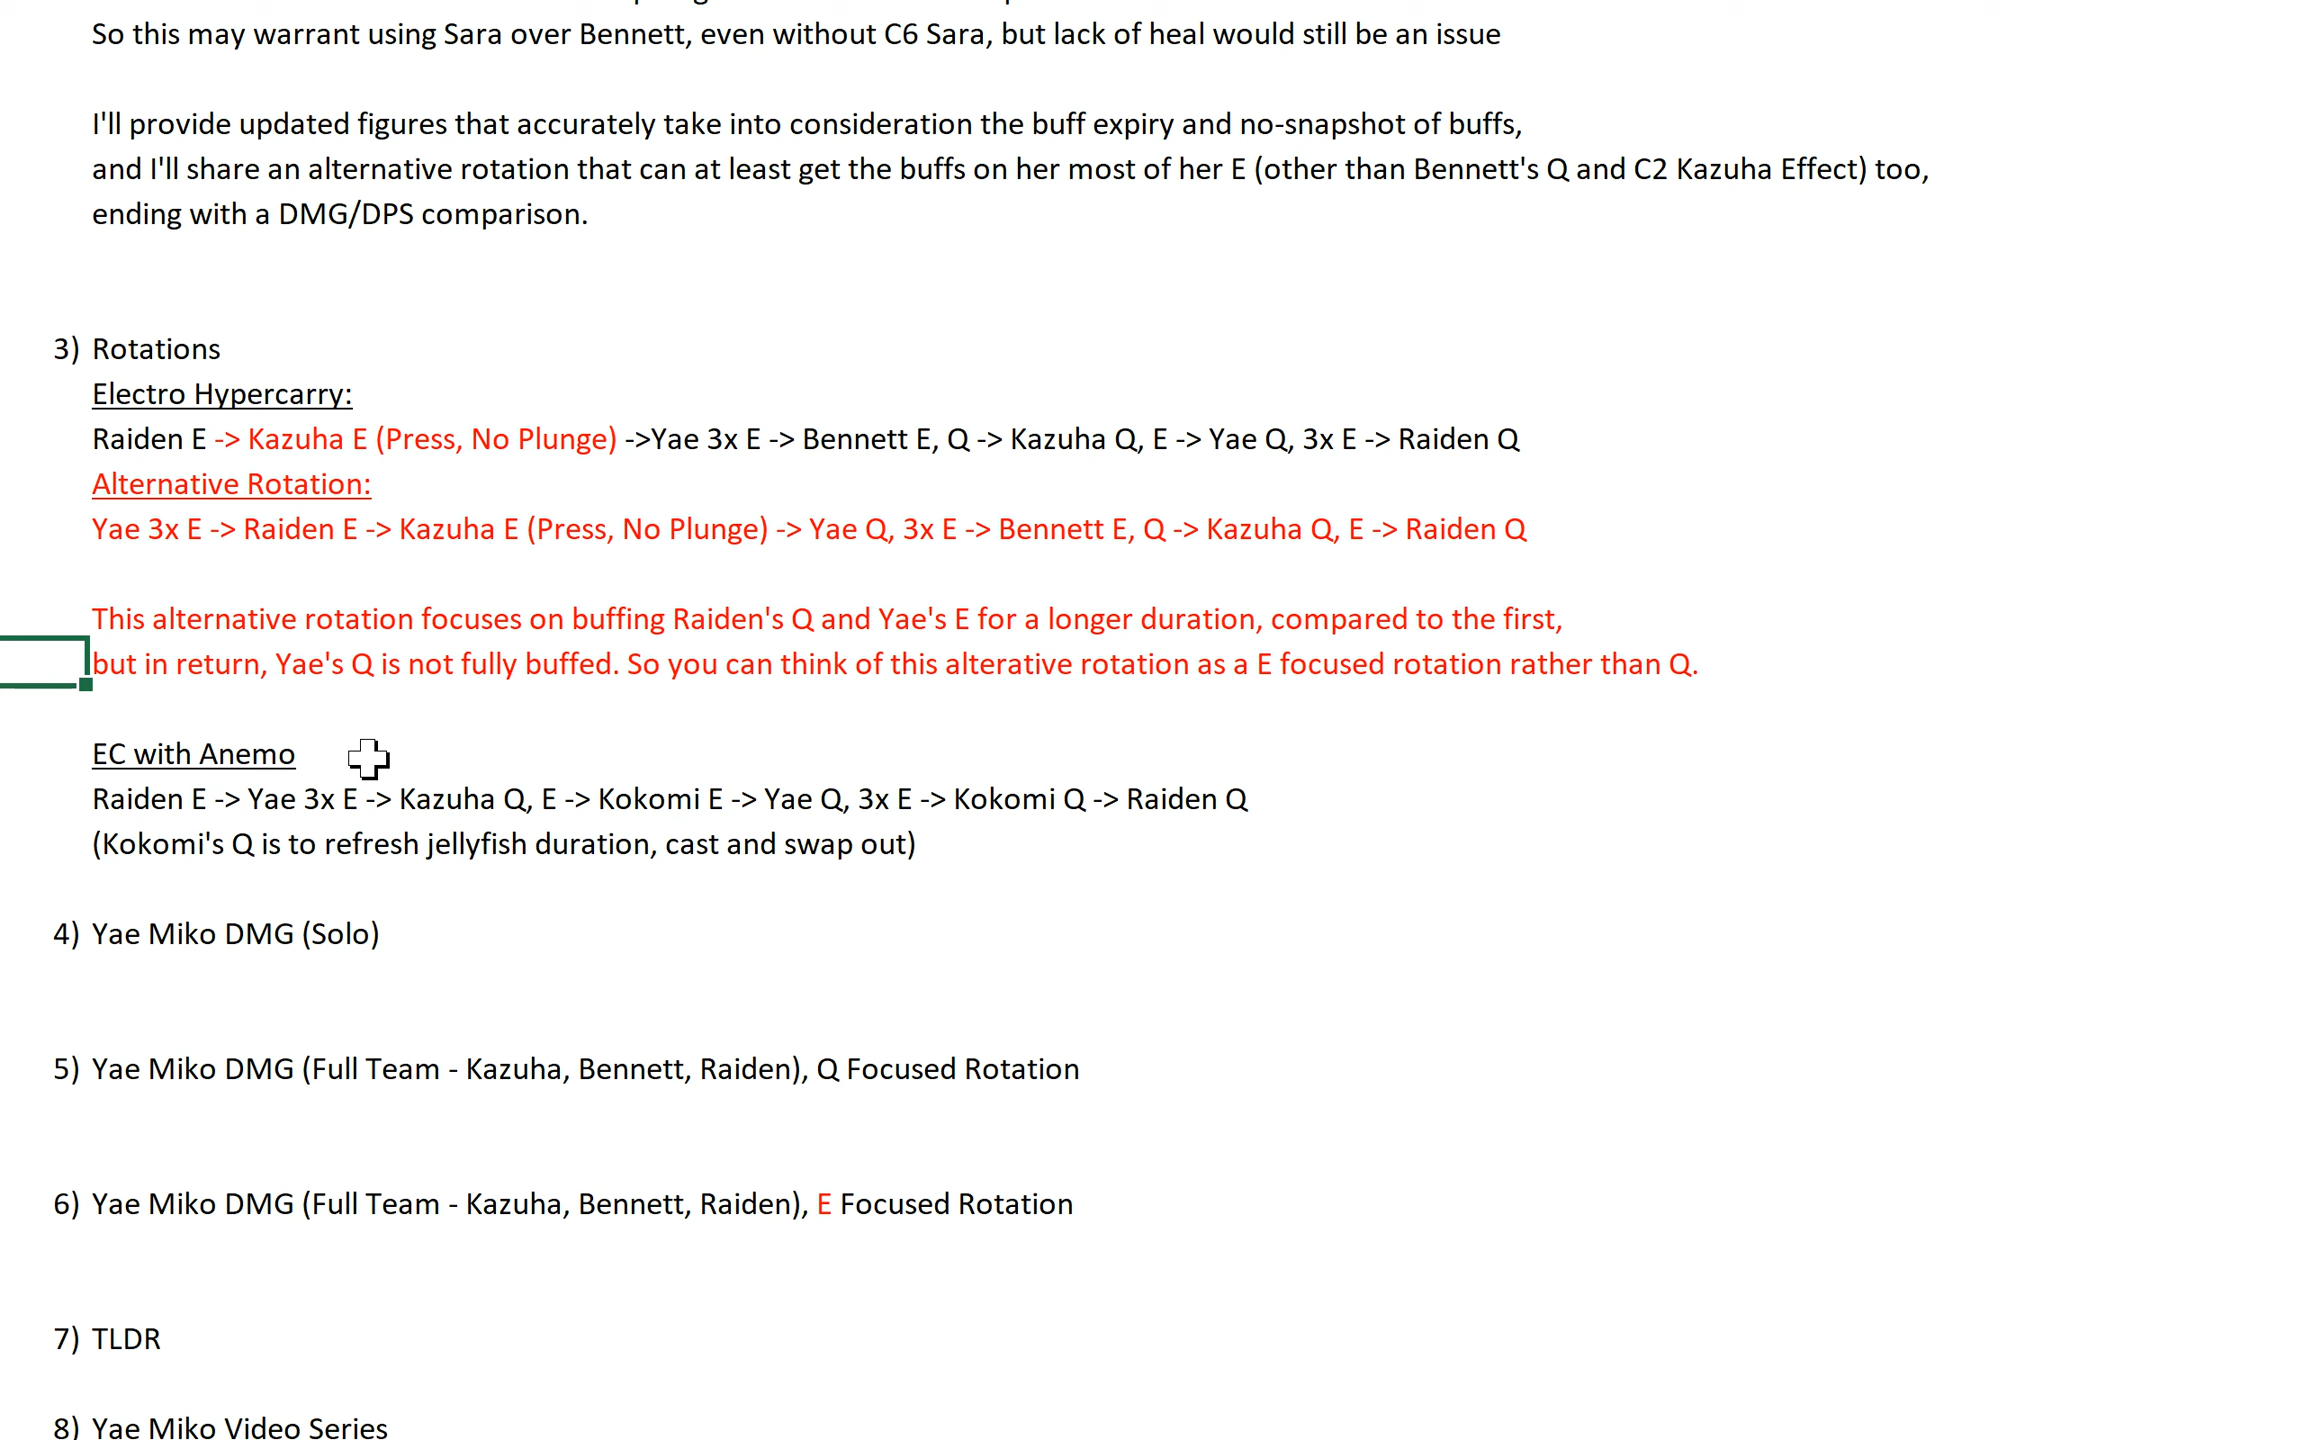 So this may warrant using Sara over Bennett, even without C6 Sara, but lack of heal would still be an issue
I'll provide updated figures that accurately take into consideration the buff expiry and no-snapshot of buffs,
and I'll share an alternative rotation that can at least get the buffs on her most of her E (other than Bennett's Q and C2 Kazuha Effect) too,
ending with a DMG/DPS comparison.
3) Rotations
Electro Hypercarry:
Raiden E -> Kazuha E (Press, No Plunge) ->Yae 3x E -> Bennett E, Q -> Kazuha Q, E -> Yae Q, 3x E -> Raiden Q
Alternative Rotation:
Yae 3x E -> Raiden E -> Kazuha E (Press, No Plunge) -> Yae Q, 3x E -> Bennett E, Q -> Kazuha Q, E -> Raiden Q
This alternative rotation focuses on buffing Raiden's Q and Yae's E for a longer duration, compared to the first,
but in return, Yae's Q is not fully buffed. So you can think of this alterative rotation as a E focused rotation rather than Q.
EC with Anemo
Raiden E -> Yae 3x E -> Kazuha Q, E -> Kokomi E -> Yae Q, 3x E -> Kokomi Q -> Raiden Q
(Kokomi's Q is to refresh jellyfish duration, cast and swap out)
4) Yae Miko DMG (Solo)
5) Yae Miko DMG (Full Team - Kazuha, Bennett, Raiden), Q Focused Rotation
6) Yae Miko DMG (Full Team - Kazuha, Bennett, Raiden), E Focused Rotation
7) TLDR
8) Yae Miko Video Series